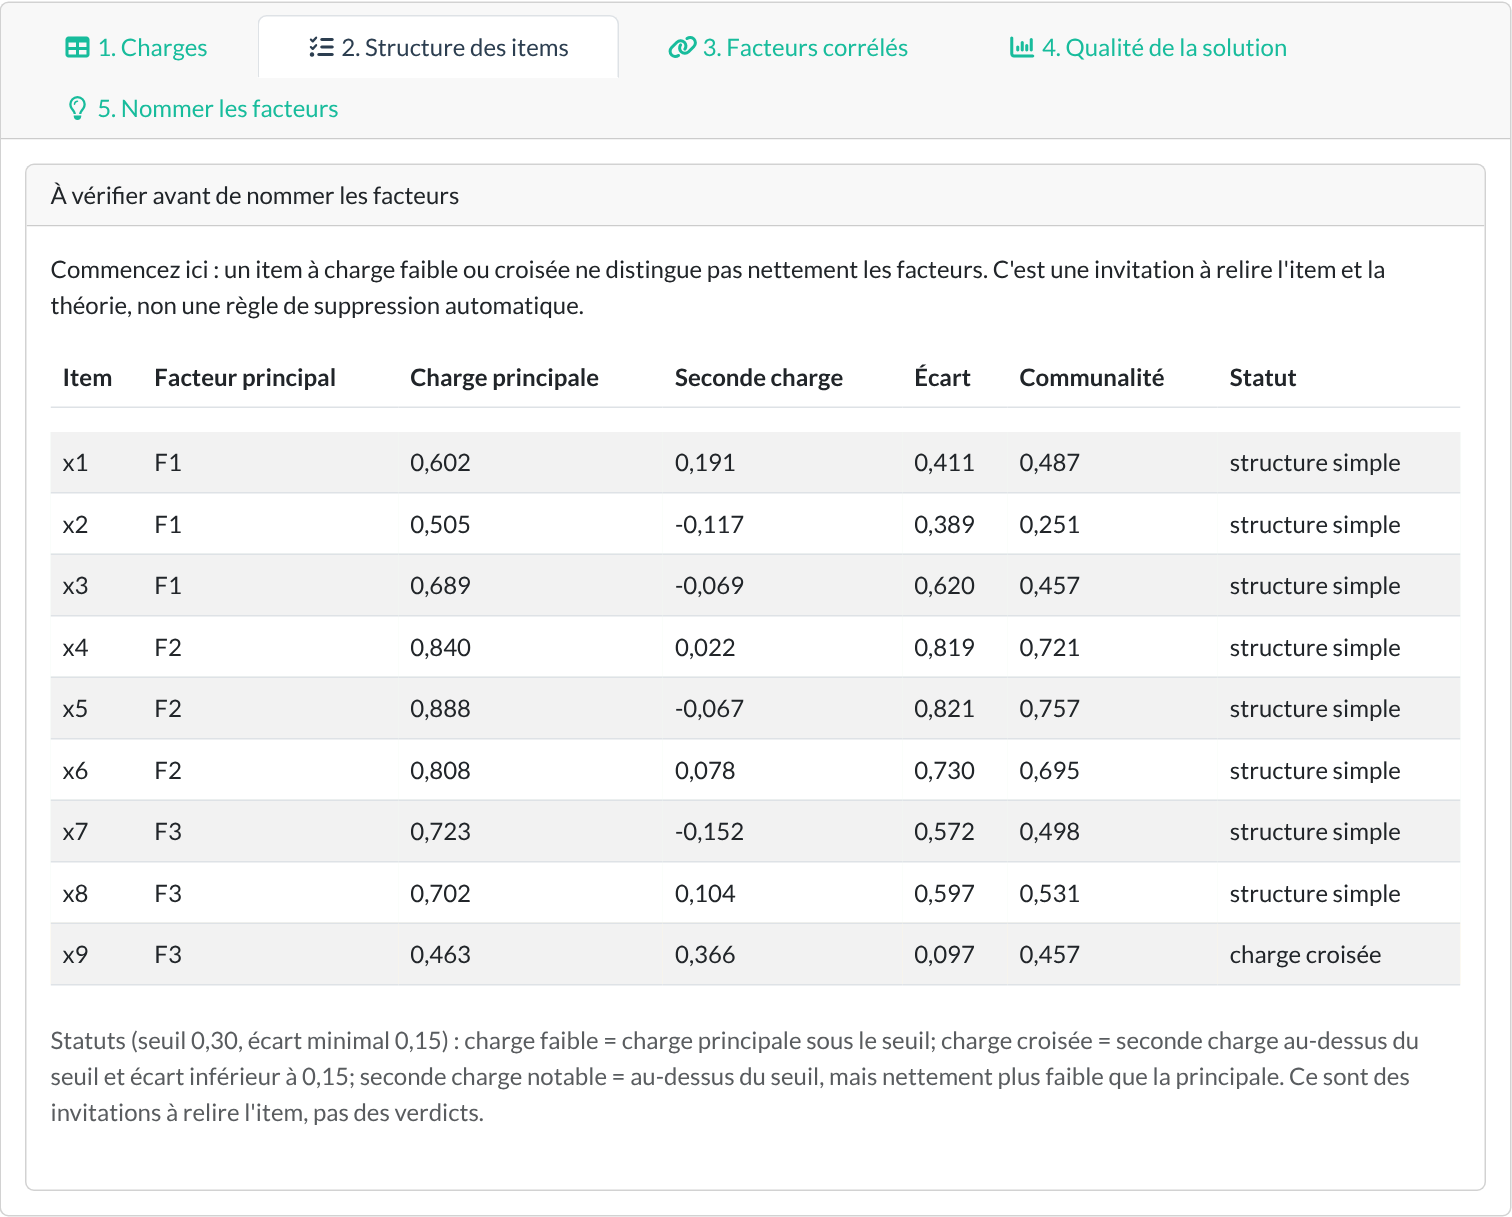 1. Charges
2. Structure des items
3. Facteurs corrélés
4. Qualité de la solution
5. Nommer les facteurs
À vérifier avant de nommer les facteurs
Commencez ici : un item à charge faible ou croisée ne distingue pas nettement les facteurs. C'est une invitation à relire l'item et la
théorie, non une règle de suppression automatique.
Item Facteur principal Charge principale Seconde charge Écart Communalité Statut
x1 F1 0,602 0,191 0,411 0,487 structure simple
x2 F1 0,505 -0,117 0,389 0,251 structure simple
x3 F1 0,689 -0,069 0,620 0,457 structure simple
x4 F2 0,840 0,022 0,819 0,721 structure simple
x5 F2 0,888 -0,067 0,821 0,757 structure simple
x6 F2 0,808 0,078 0,730 0,695 structure simple
x7 F3 0,723 -0,152 0,572 0,498 structure simple
x8 F3 0,702 0,104 0,597 0,531 structure simple
x9 F3 0,463 0,366 0,097 0,457 charge croisée
Statuts (seuil 0,30, écart minimal 0,15) : charge faible = charge principale sous le seuil; charge croisée = seconde charge au-dessus du
seuil et écart inférieur à 0,15; seconde charge notable = au-dessus du seuil, mais nettement plus faible que la principale. Ce sont des
invitations à relire l'item, pas des verdicts.